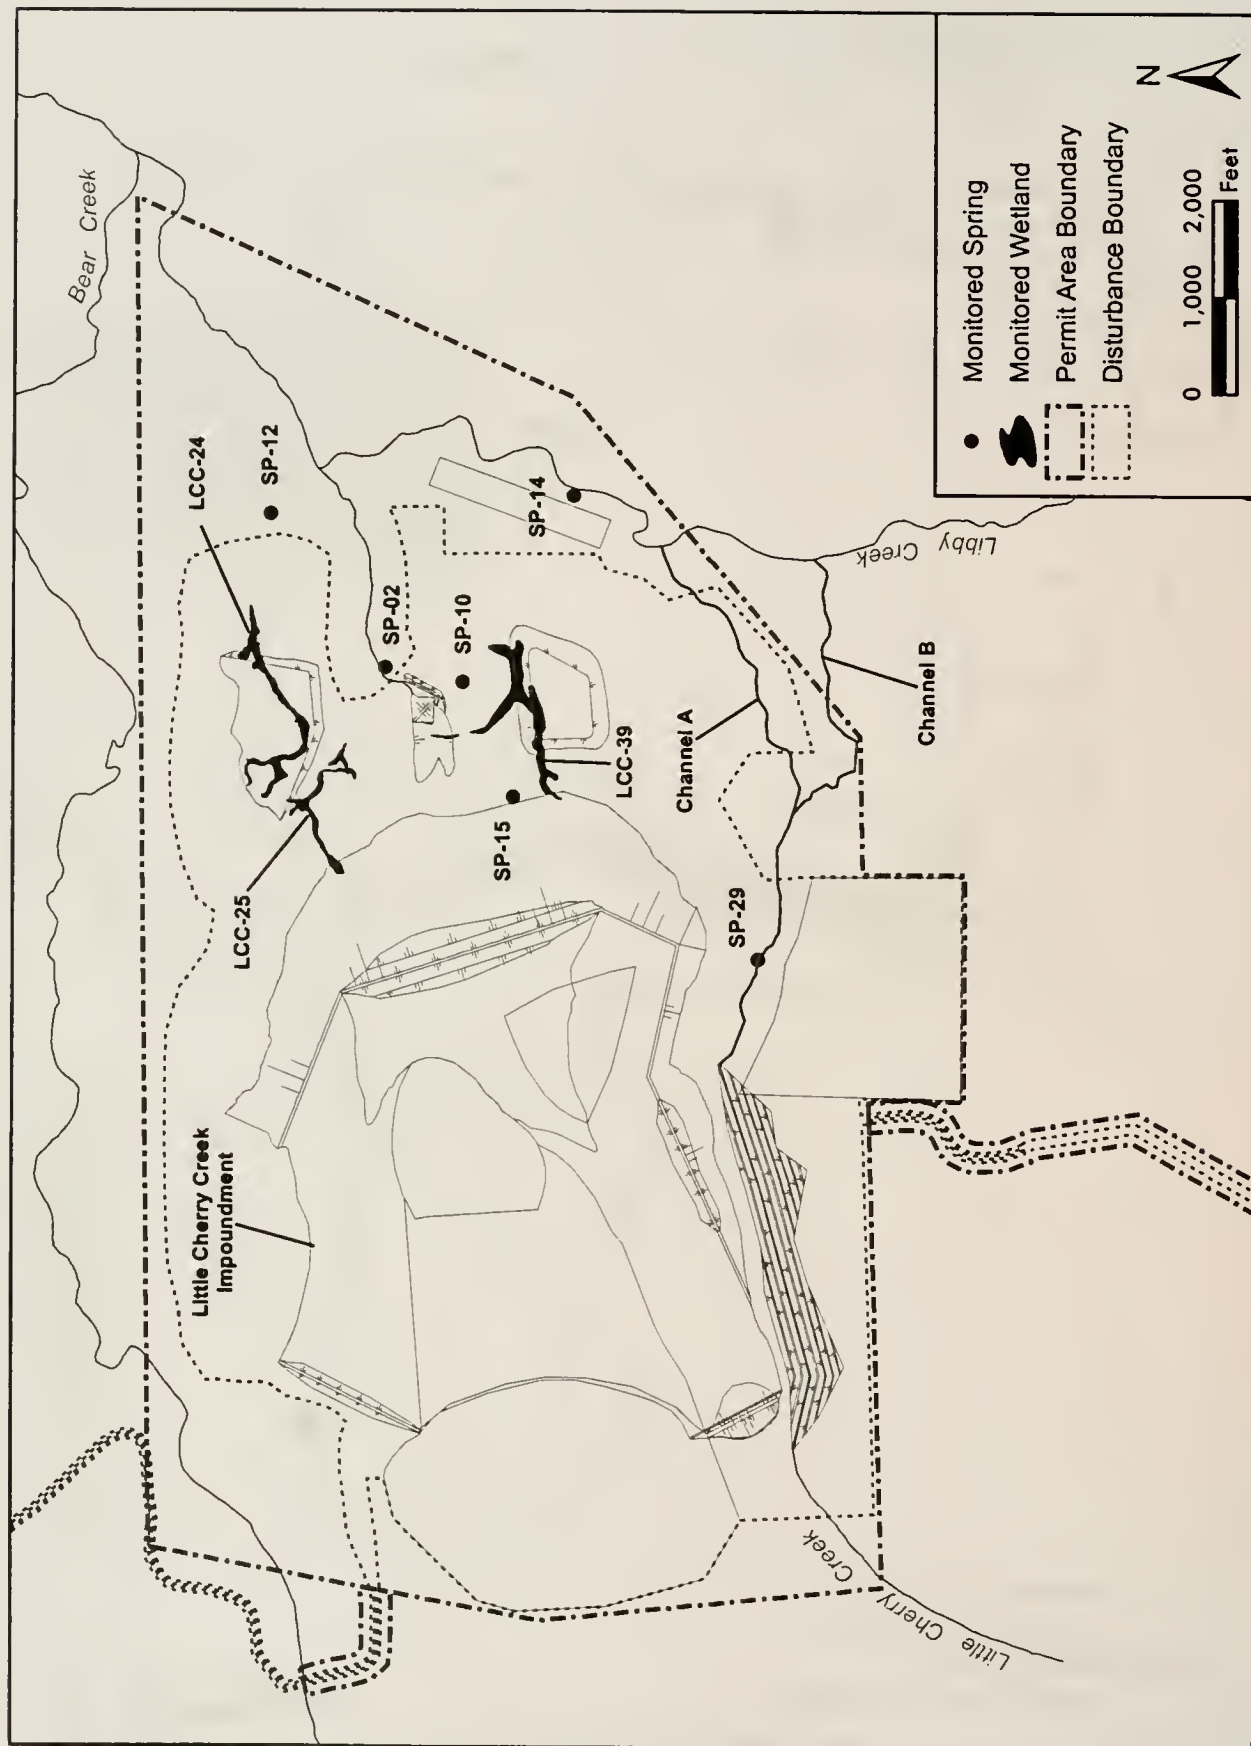 Bear Creek
LCC-24
SP-12
SP-02
SP-10
SP-14
LCC-25
SP-15
LCC-39
Channel A
Channel B
Libby
Creek
SP-29
Little Cherry Creek
Impoundment
Little Cherry Creek
Monitored Spring
Monitored Wetland
Permit Area Boundary
Disturbance Boundary
N
0 1,000 2,000
Feet